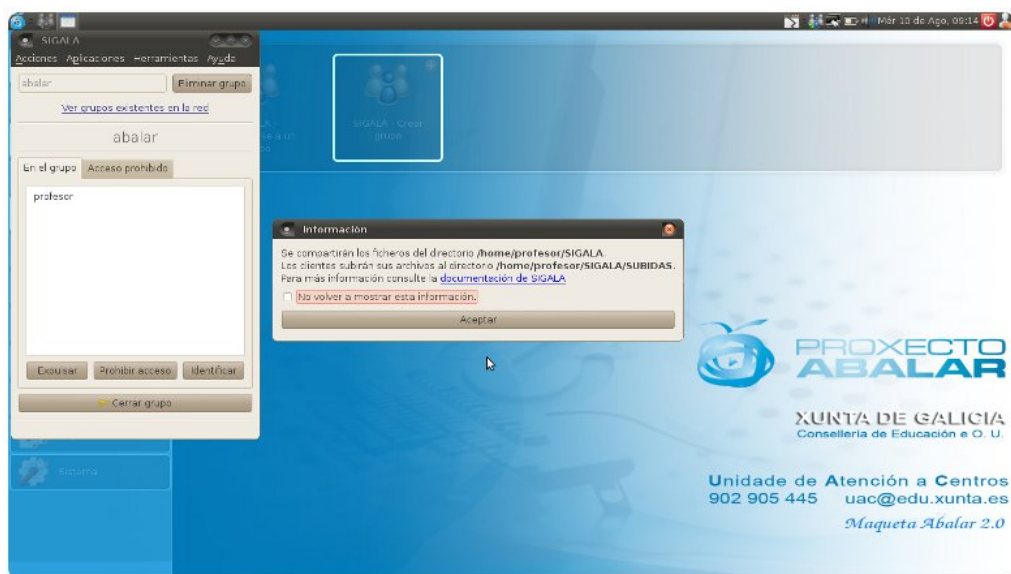 Mér 10 de Ago, 09:14
SIGALA
Acciones Aplicaciones Herramientas Ayuda
abalar
Eliminar grupo
Ver grupos existentes en la red
abalar
En el grupo
Acceso prohibido
profesor
Expulsar
Prohibir acceso
Identificar
Cerrar grupo
Sistema
SIGALA - Crear
grupo
Información
Se compartirán los ficheros del directorio /home/profesor/SIGALA.
Los clientes subirán sus archivos al directorio /home/profesor/SIGALA/SUBIDAS.
Para más información consulte la documentación de SIGALA
No volver a mostrar esta información.
Aceptar
PROXECTO
ABALAR
XUNTA DE GALICIA
Consellería de Educación e O. U.
Unidade de Atención a Centros
902 905 445 uac@edu.xunta.es
Maqueta Abalar 2.0